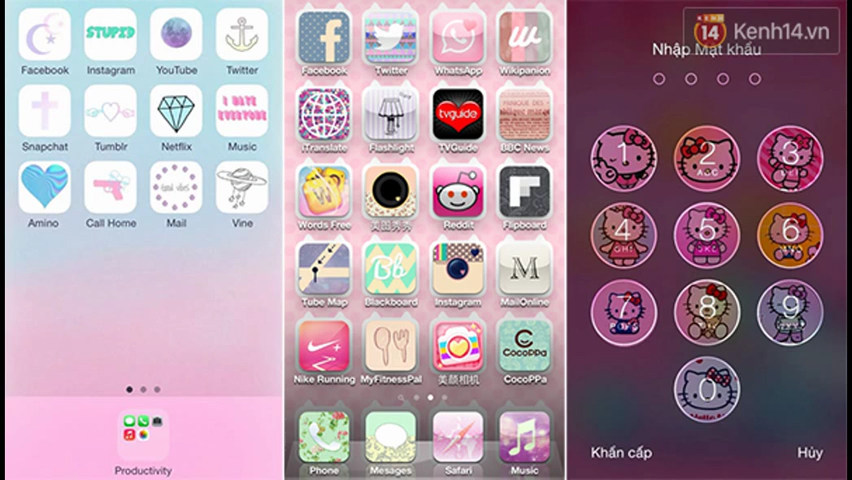 14 Kenh14.vn
STUPID
Facebook Instagram YouTube Twitter
I HATE
EVERYONE
Snapchat Tumblr Netflix Music
Amino Call Home Mail Vine
Productivity
Facebook Twitter WhatsApp Wikipanion
tvguide
iTranslate Flashlight TVGuide BBC News
Words Free 美图秀秀 Reddit Flipboard
Bb M
Tube Map Blackboard Instagram MailOnline
CocoPPa
Nike Running MyFitnessPal 美颜相机 CocoPPa
Phone Mesages Safari Music
Nhập Mật khẩu
1 2 3
ABC
4 5 6
GHI JKL
7 8 9
0
Khẩn cấp Hủy